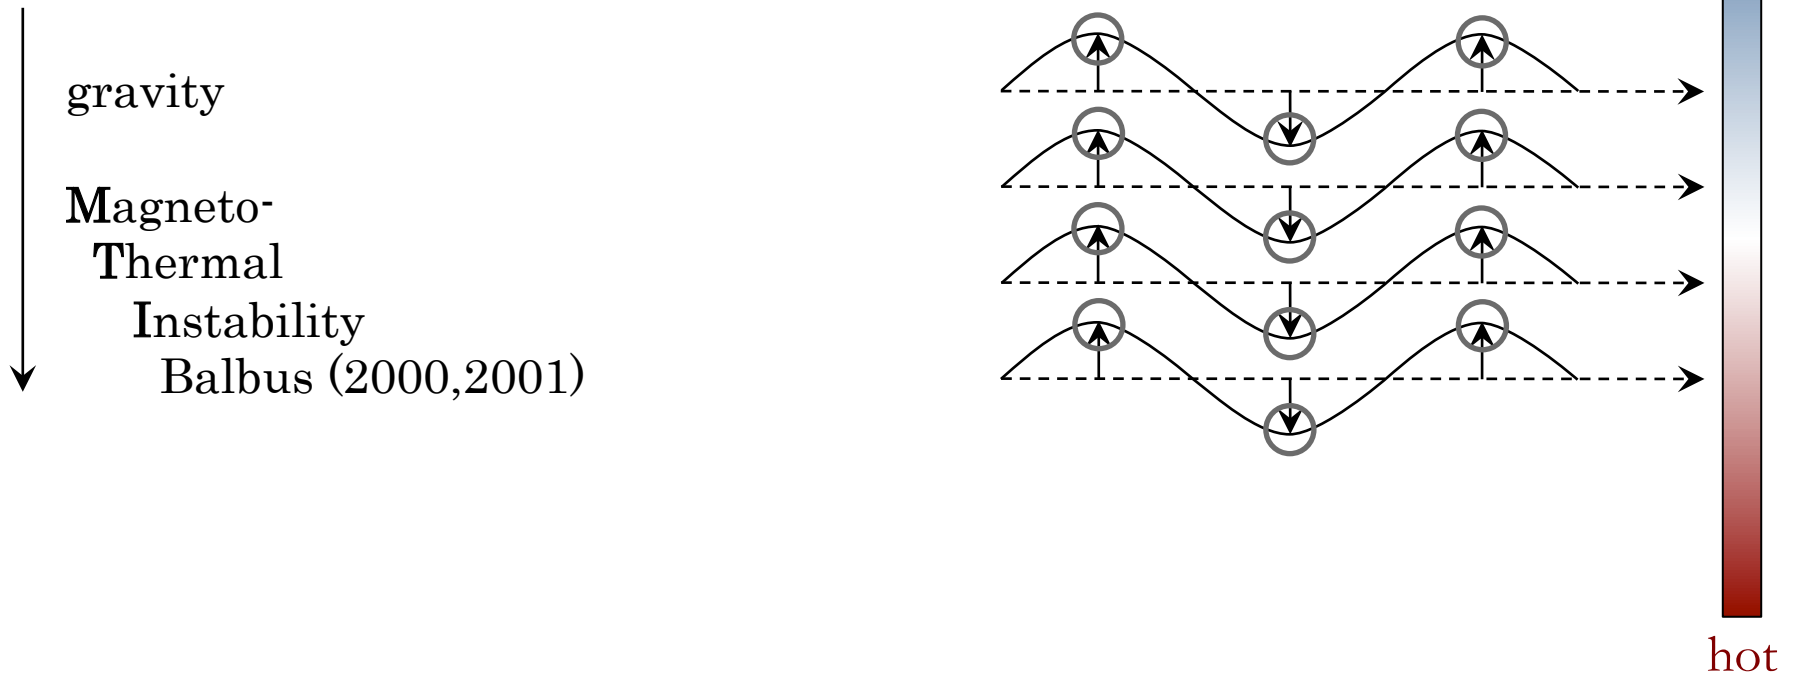 gravity
Magneto-
Thermal
Instability
Balbus (2000,2001)
hot